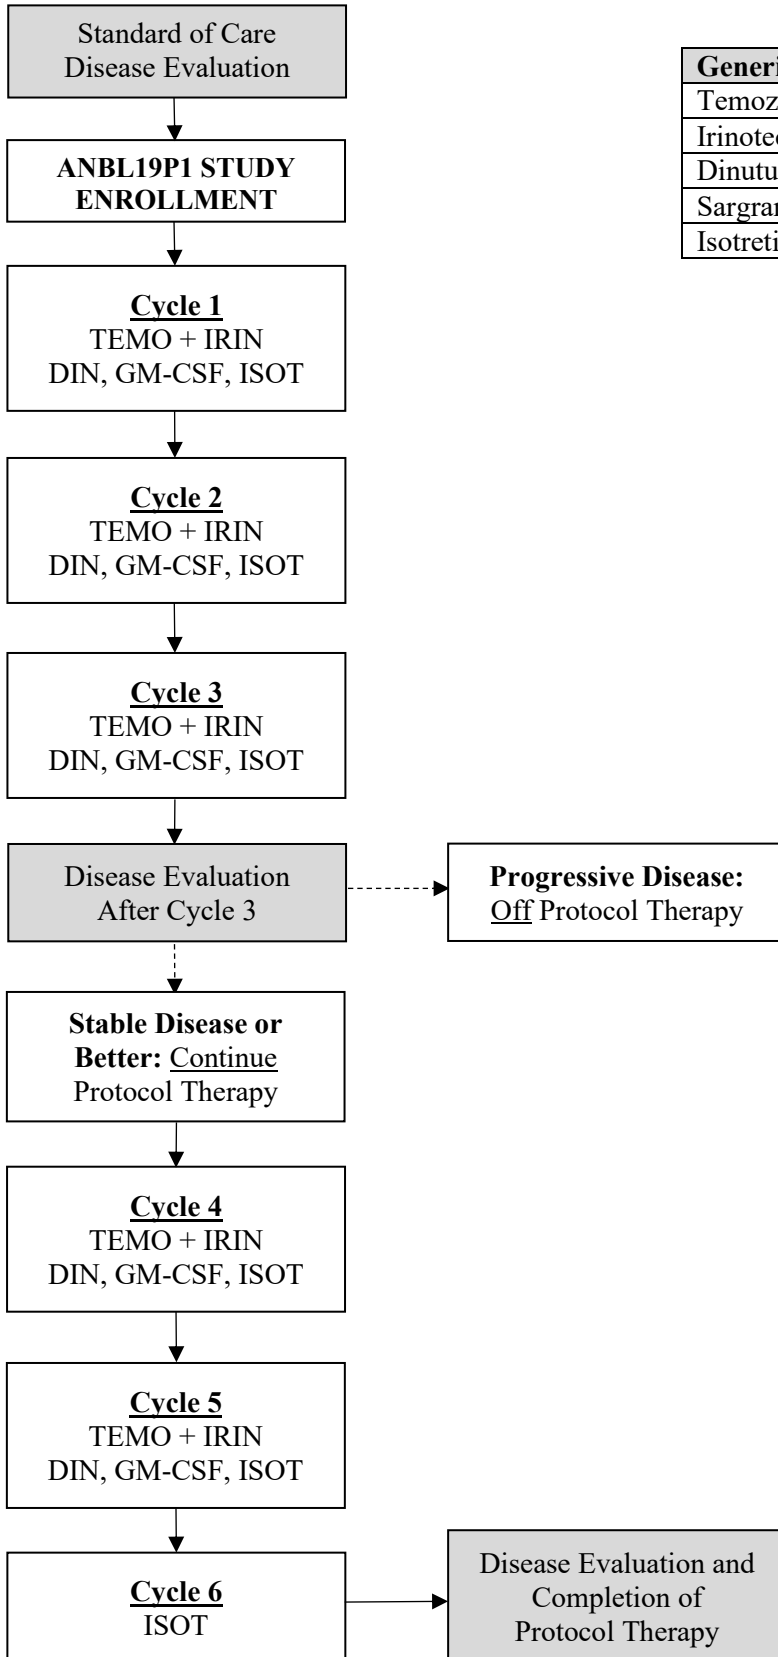 Standard of Care
Disease Evaluation
ANBL19P1 STUDY
ENROLLMENT
Cycle 1
TEMO + IRIN
DIN, GM-CSF, ISOT
Cycle 2
TEMO + IRIN
DIN, GM-CSF, ISOT
Cycle 3
TEMO + IRIN
DIN, GM-CSF, ISOT
Disease Evaluation
After Cycle 3
Progressive Disease:
Off Protocol Therapy
Stable Disease or
Better: Continue
Protocol Therapy
Cycle 4
TEMO + IRIN
DIN, GM-CSF, ISOT
Cycle 5
TEMO + IRIN
DIN, GM-CSF, ISOT
Cycle 6
ISOT
Disease Evaluation and
Completion of
Protocol Therapy